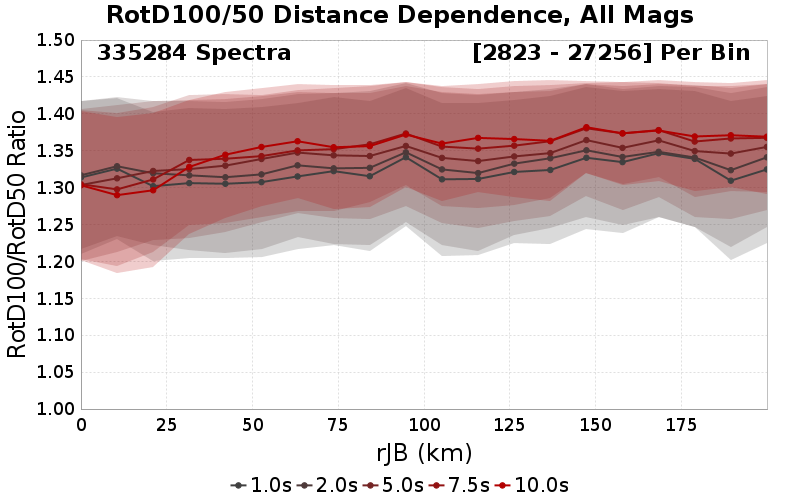 RotD100/50 Distance Dependence, All Mags
335284 Spectra
[2823 - 27256] Per Bin
RotD100/RotD50 Ratio
1.50
1.45
1.40
1.35
1.30
1.25
1.20
1.15
1.10
1.05
1.00
0 25 50 75 100 125 150 175
rJB (km)
1.0s 2.0s 5.0s 7.5s 10.0s